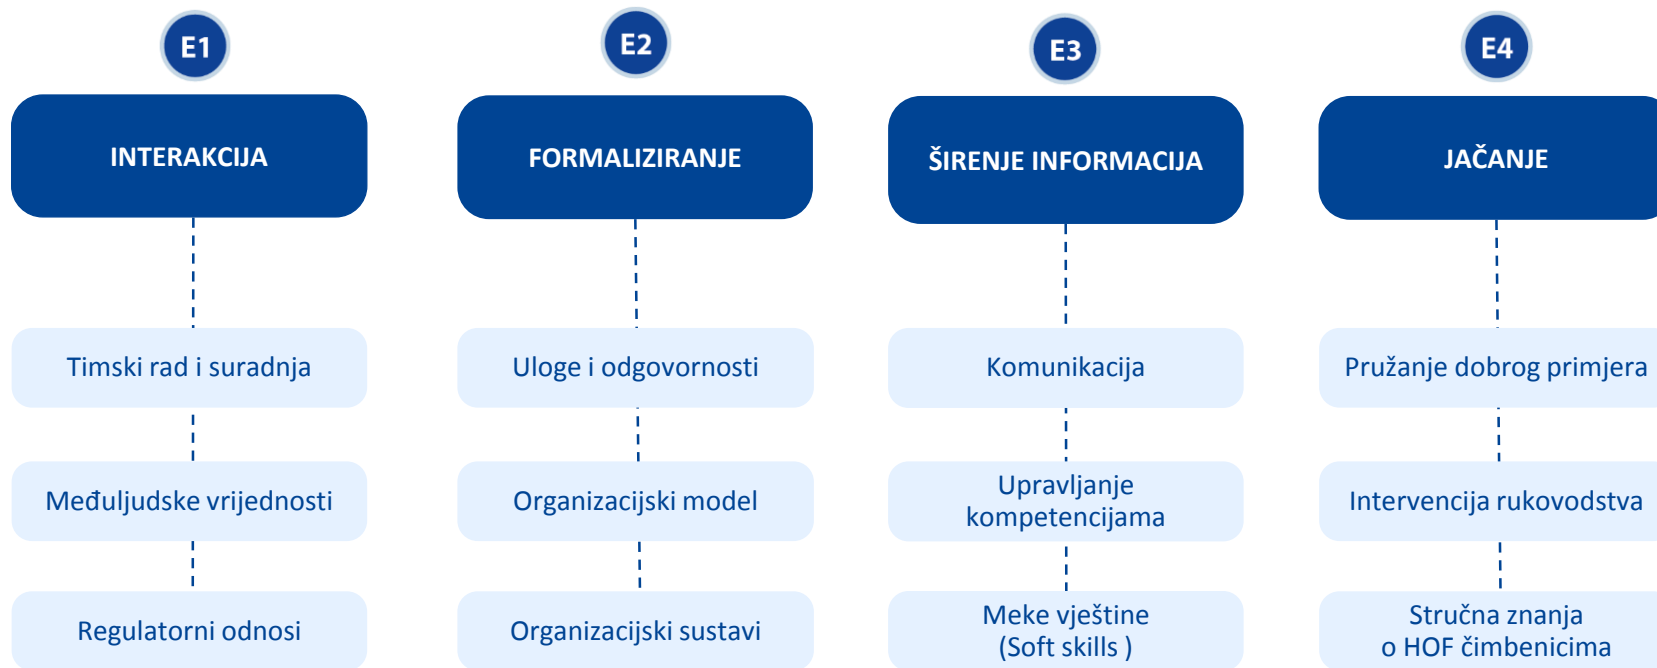 E1
INTERAKCIJA
Timski rad i suradnja
Međuljudske vrijednosti
Regulatorni odnosi
E2
FORMALIZIRANJE
Uloge i odgovornosti
Organizacijski model
Organizacijski sustavi
E3
ŠIRENJE INFORMACIJA
Komunikacija
Upravljanje
kompetencijama
Meke vještine
(Soft skills )
E4
JAČANJE
Pružanje dobrog primjera
Intervencija rukovodstva
Stručna znanja
o HOF čimbenicima